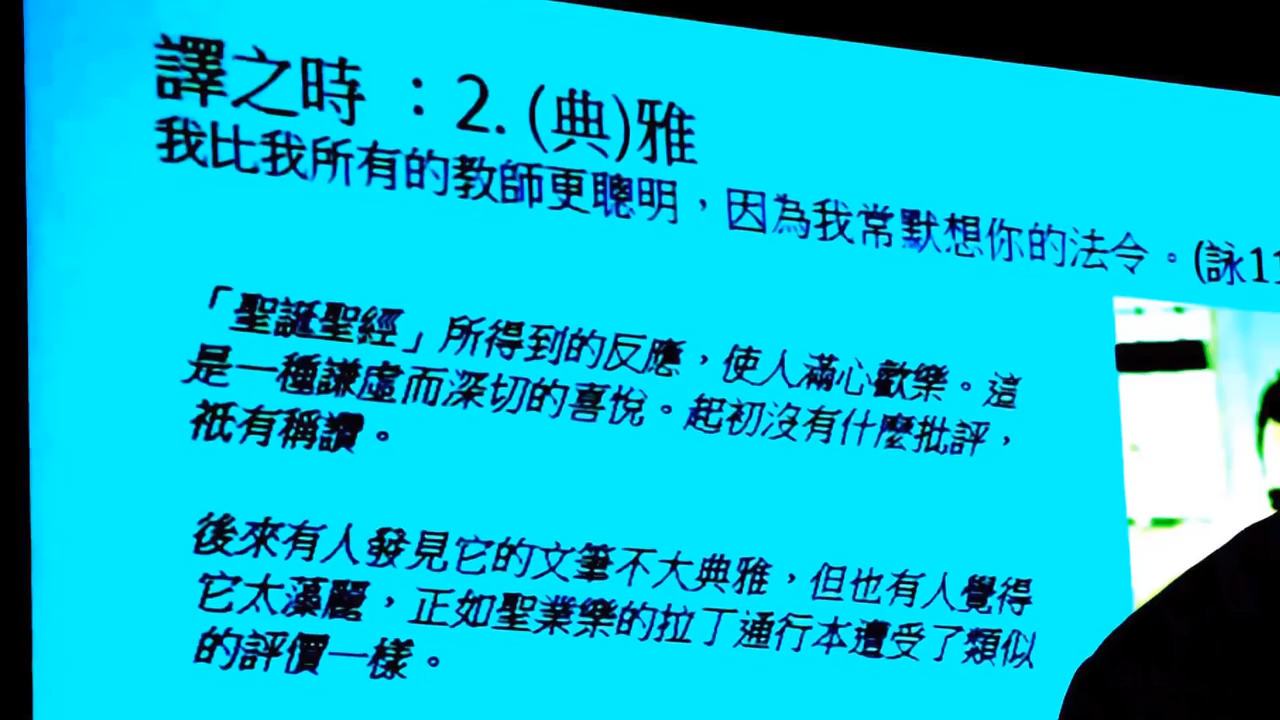 譯之時 ：2. (典)雅
我比我所有的教師更聰明，因為我常默想你的法令。(詠11
「聖誕聖經」所得到的反應，使人滿心歡樂。這
是一種謙虛而深切的喜悅。起初沒有什麼批評，
祇有稱讚。
後來有人發見它的文筆不大典雅，但也有人覺得
它太藻麗，正如聖業樂的拉丁通行本遭受了類似
的評價一樣。